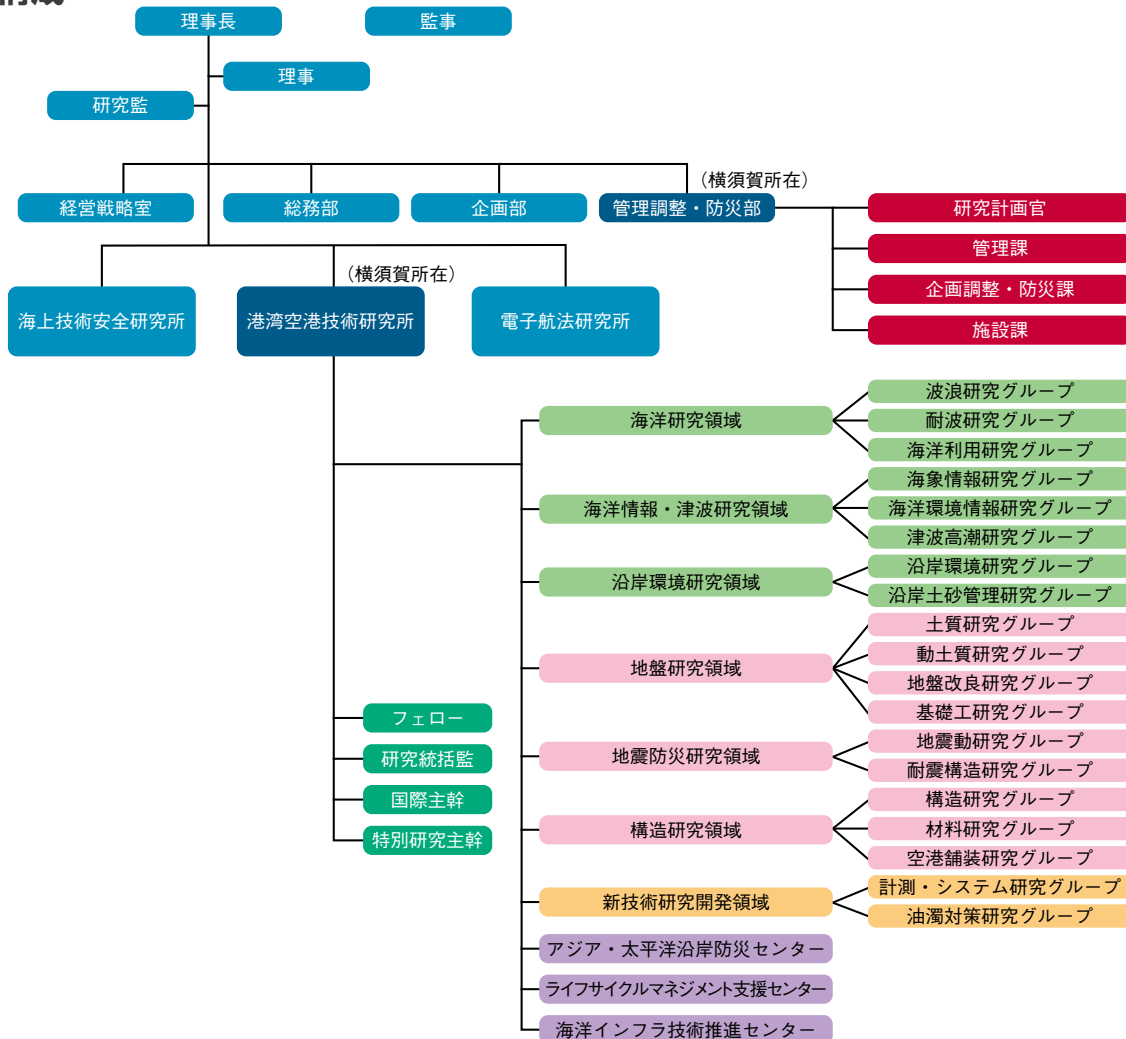 構成
理事長
監事
理事
研究監
(横須賀所在)
経営戦略室
総務部
企画部
管理調整・防災部
研究計画官
管理課
企画調整・防災課
施設課
(横須賀所在)
海上技術安全研究所
港湾空港技術研究所
電子航法研究所
海洋研究領域
波浪研究グループ
耐波研究グループ
海洋利用研究グループ
海洋情報・津波研究領域
海象情報研究グループ
海洋環境情報研究グループ
津波高潮研究グループ
沿岸環境研究領域
沿岸環境研究グループ
沿岸土砂管理研究グループ
地盤研究領域
土質研究グループ
動土質研究グループ
地盤改良研究グループ
基礎工研究グループ
フェロー
研究統括監
国際主幹
特別研究主幹
地震防災研究領域
地震動研究グループ
耐震構造研究グループ
構造研究領域
構造研究グループ
材料研究グループ
空港舗装研究グループ
新技術研究開発領域
計測・システム研究グループ
油濁対策研究グループ
アジア・太平洋沿岸防災センター
ライフサイクルマネジメント支援センター
海洋インフラ技術推進センター